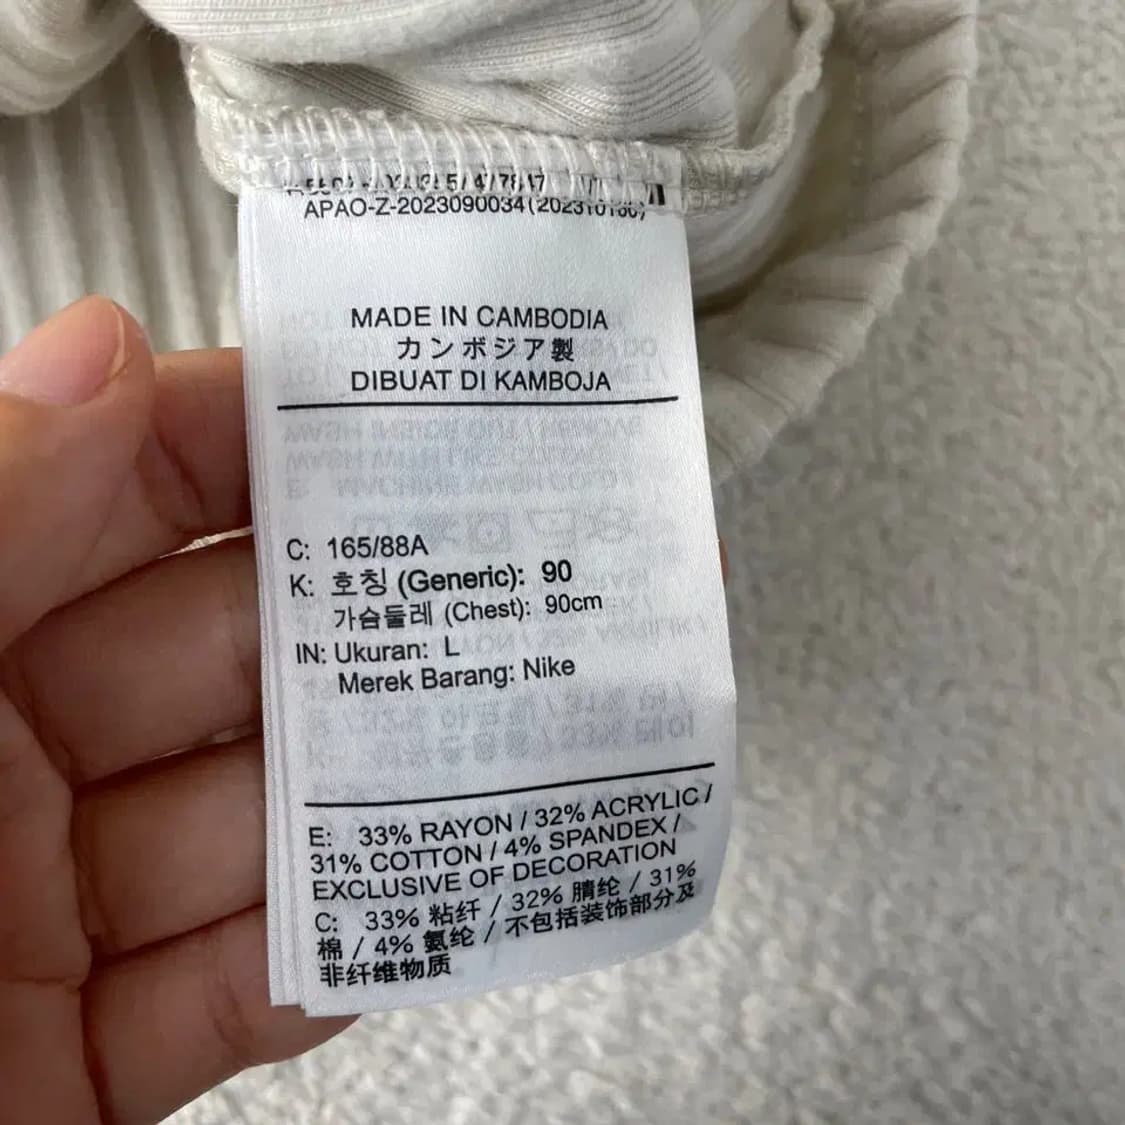 APAO-Z-2023090034(20231016)
MADE IN CAMBODIA
カンボジア製
DIBUAT DI KAMBOJA
C: 165/88A
K: 호칭 (Generic): 90
가슴둘레 (Chest): 90cm
IN: Ukuran: L
Merek Barang: Nike
E: 33% RAYON / 32% ACRYLIC /
31% COTTON / 4% SPANDEX /
EXCLUSIVE OF DECORATION
C: 33% 粘纤 / 32% 腈纶 / 31%
棉 / 4% 氨纶 / 不包括装饰部分及
非纤维物质